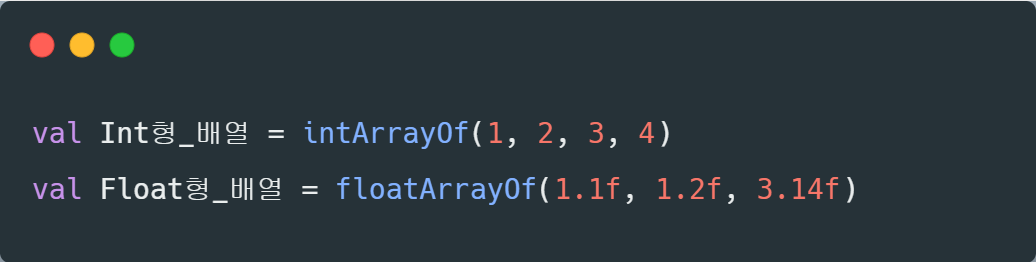 val Int형_배열 = intArrayOf(1, 2, 3, 4)
val Float형_배열 = floatArrayOf(1.1f, 1.2f, 3.14f)